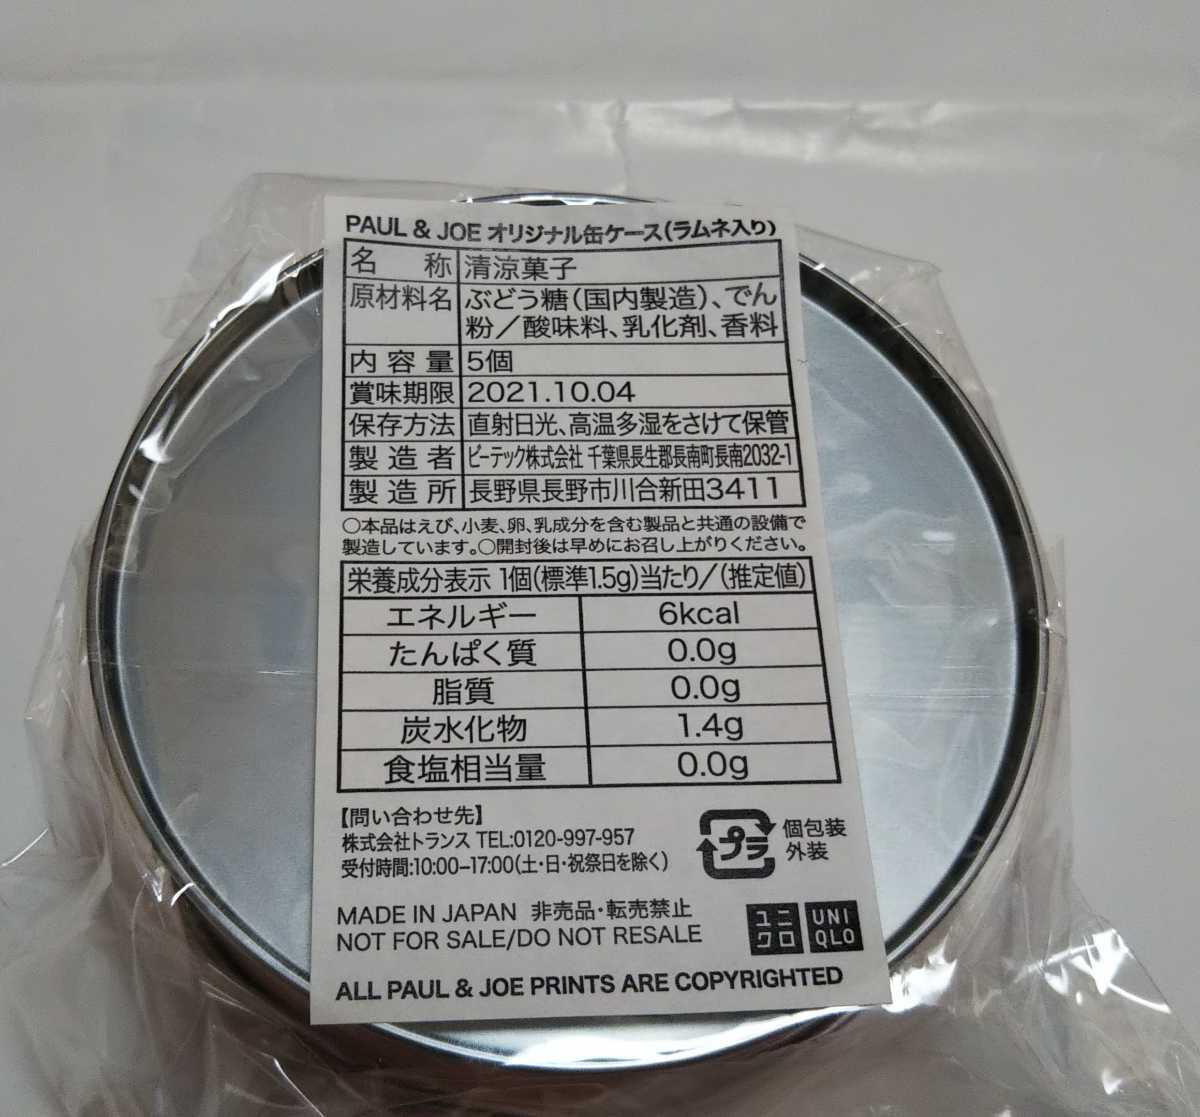 PAUL & JOE オリジナル缶ケース(ラムネ入り)
名称 清涼菓子
原材料名 ぶどう糖(国内製造)、でん
粉/酸味料、乳化剤、香料
内容量 5個
賞味期限 2021.10.04
保存方法 直射日光、高温多湿をさけて保管
製造者 ビーテック株式会社 千葉県長生郡長南町長南2032-1
製造所 長野県長野市川合新田3411
○本品はえび、小麦、卵、乳成分を含む製品と共通の設備で
製造しています。○開封後は早めにお召し上がりください。
栄養成分表示 1個(標準1.5g)当たり/(推定値)
エネルギー 6kcal
たんぱく質 0.0g
脂質 0.0g
炭水化物 1.4g
食塩相当量 0.0g
【問い合わせ先】
株式会社トランス TEL:0120-997-957
受付時間:10:00-17:00(土・日・祝祭日を除く)
プラ
個包装
外装
MADE IN JAPAN 非売品・転売禁止
NOT FOR SALE/DO NOT RESALE
ユニ
クロ
UNI
QLO
ALL PAUL & JOE PRINTS ARE COPYRIGHTED